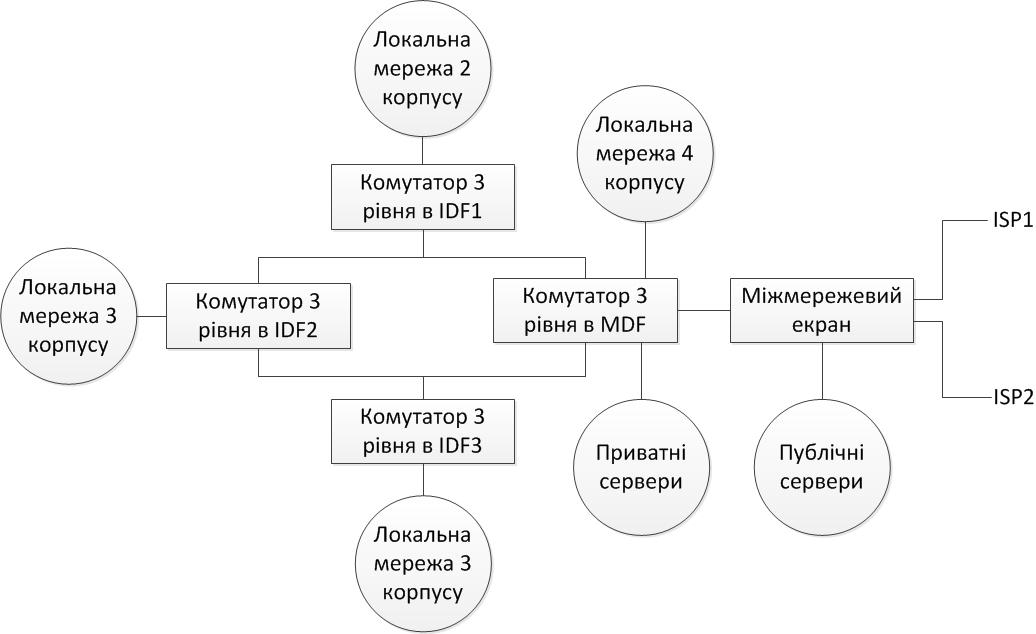 Локальна
мережа 2
корпусу
Локальна
мережа 4
корпусу
Комутатор 3
рівня в IDF1
ISP1
Локальна
мережа 3
корпусу
Комутатор 3
рівня в IDF2
Комутатор 3
рівня в MDF
Міжмережевий
екран
ISP2
Комутатор 3
рівня в IDF3
Приватні
сервери
Публічні
сервери
Локальна
мережа 3
корпусу